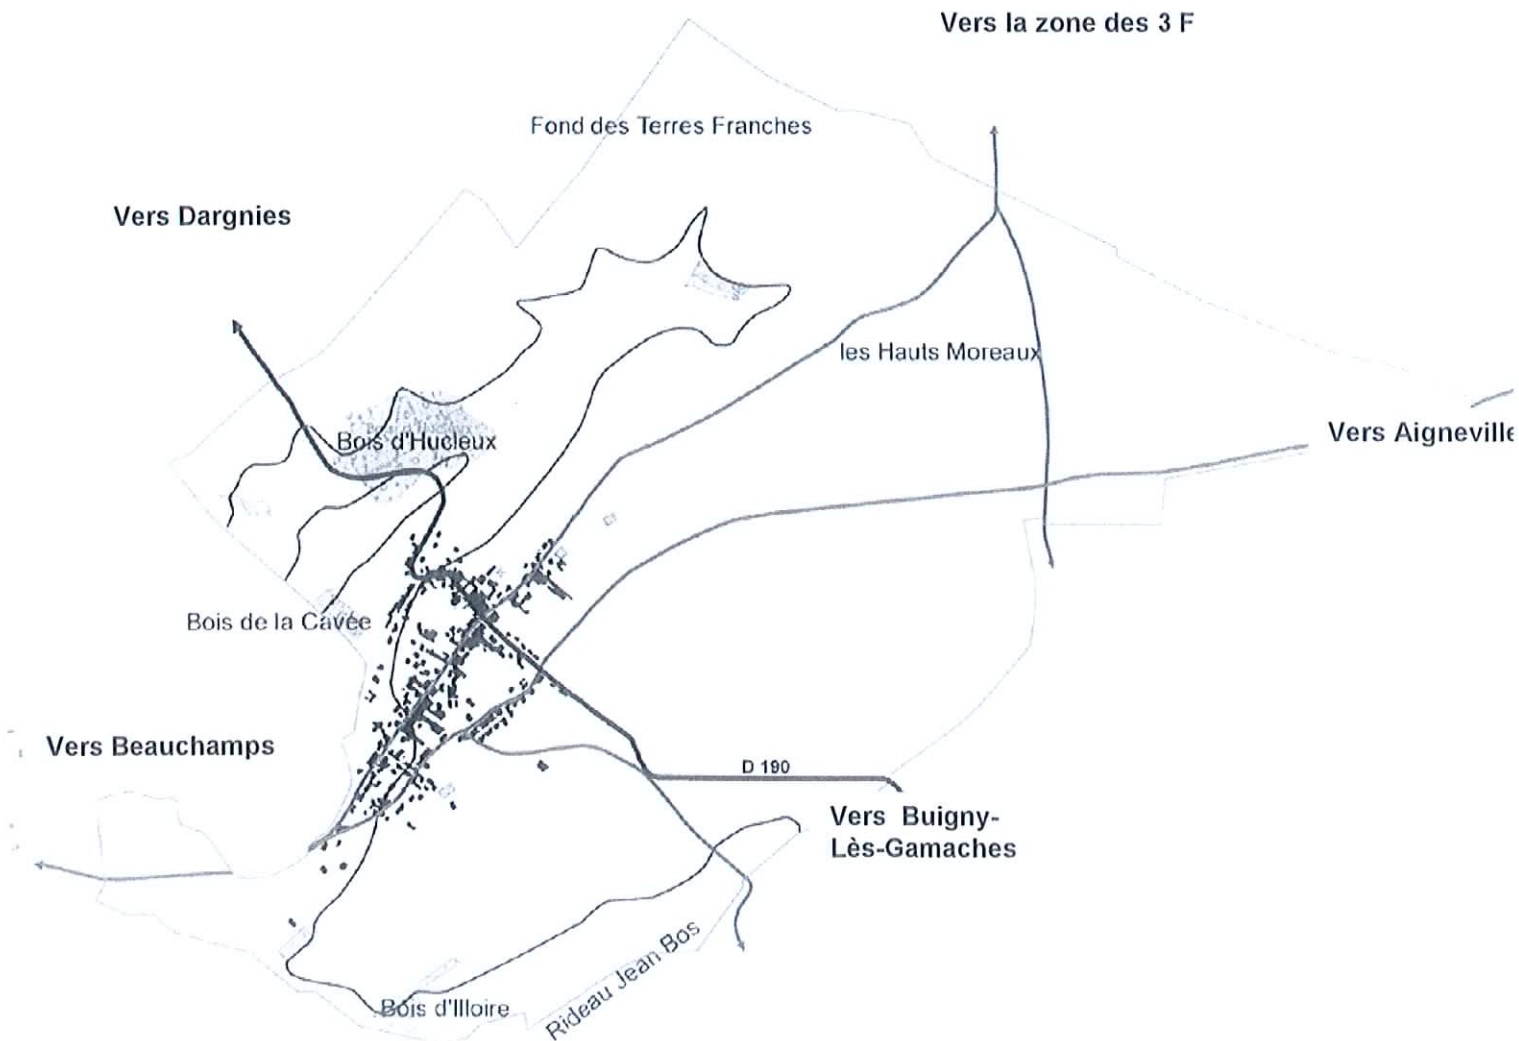 Vers la zone des 3 F
Fond des Terres Franches
Vers Dargnies
les Hauts Moreaux
Bois d'Hucleux
Vers Aigneville
Bois de la Cavée
Vers Beauchamps
D 190
Vers Buigny-
Lès-Gamaches
Rideau Jean Bos
Bois d'Illoire